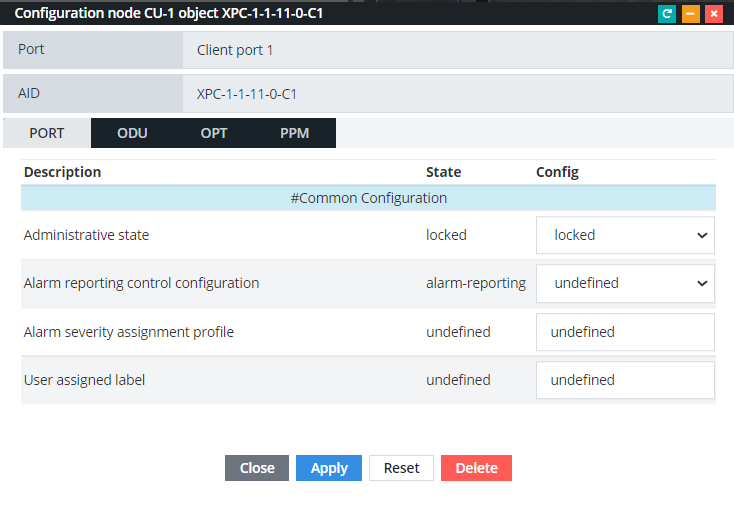 Configuration node CU-1 object XPC-1-1-11-0-C1
Port Client port 1
AID XPC-1-1-11-0-C1
PORT ODU OPT PPM
Description State Config
#Common Configuration
Administrative state locked locked
Alarm reporting control configuration alarm-reporting undefined
Alarm severity assignment profile undefined undefined
User assigned label undefined undefined
Close Apply Reset Delete